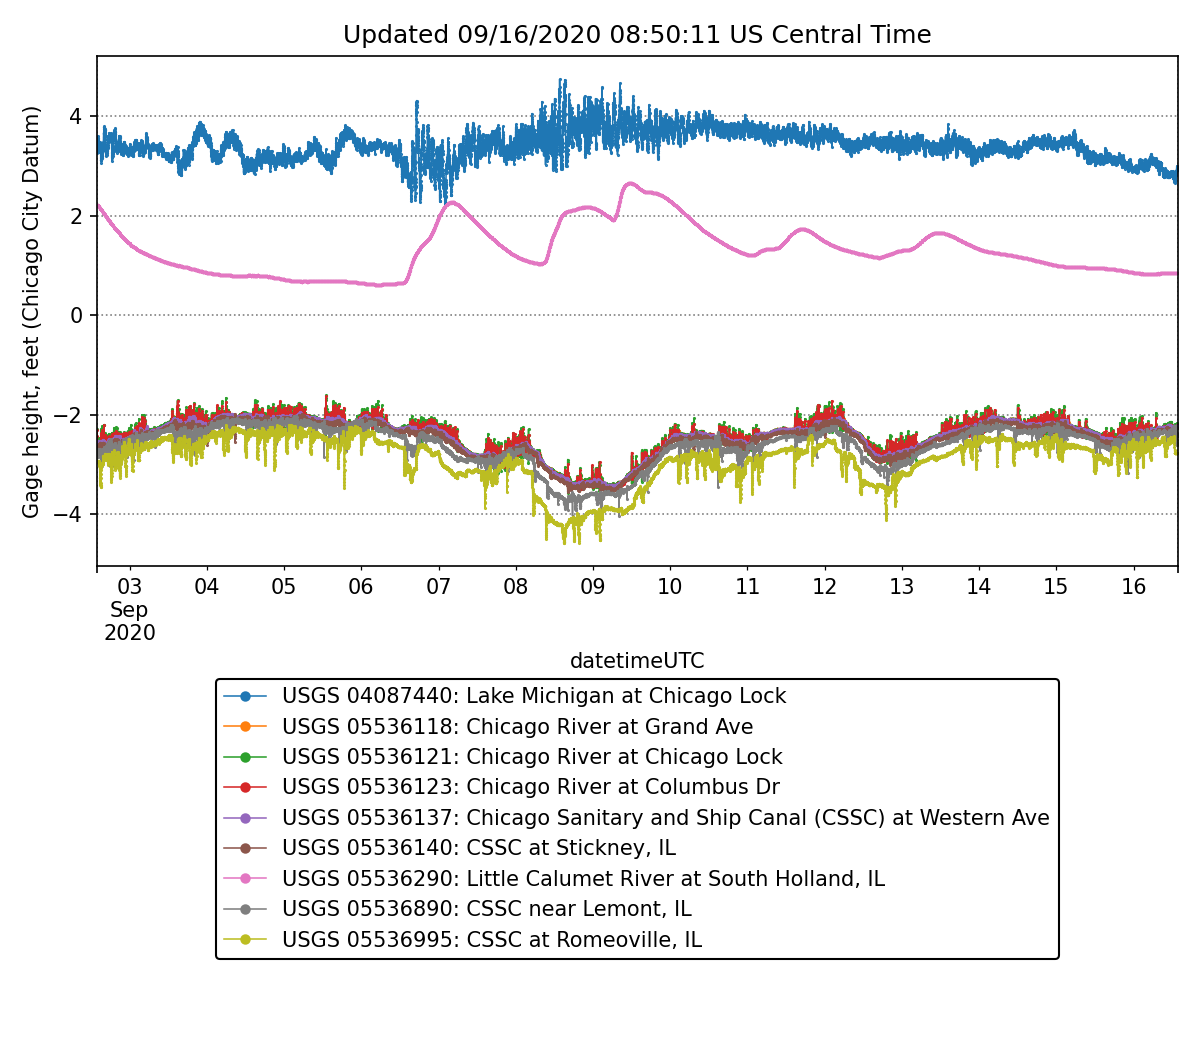 Updated 09/16/2020 08:50:11 US Central Time
Gage height, feet (Chicago City Datum)
4
2
0
−2
−4
03 04 05 06 07 08 09 10 11 12 13 14 15 16
Sep
2020
datetimeUTC
USGS 04087440: Lake Michigan at Chicago Lock
USGS 05536118: Chicago River at Grand Ave
USGS 05536121: Chicago River at Chicago Lock
USGS 05536123: Chicago River at Columbus Dr
USGS 05536137: Chicago Sanitary and Ship Canal (CSSC) at Western Ave
USGS 05536140: CSSC at Stickney, IL
USGS 05536290: Little Calumet River at South Holland, IL
USGS 05536890: CSSC near Lemont, IL
USGS 05536995: CSSC at Romeoville, IL